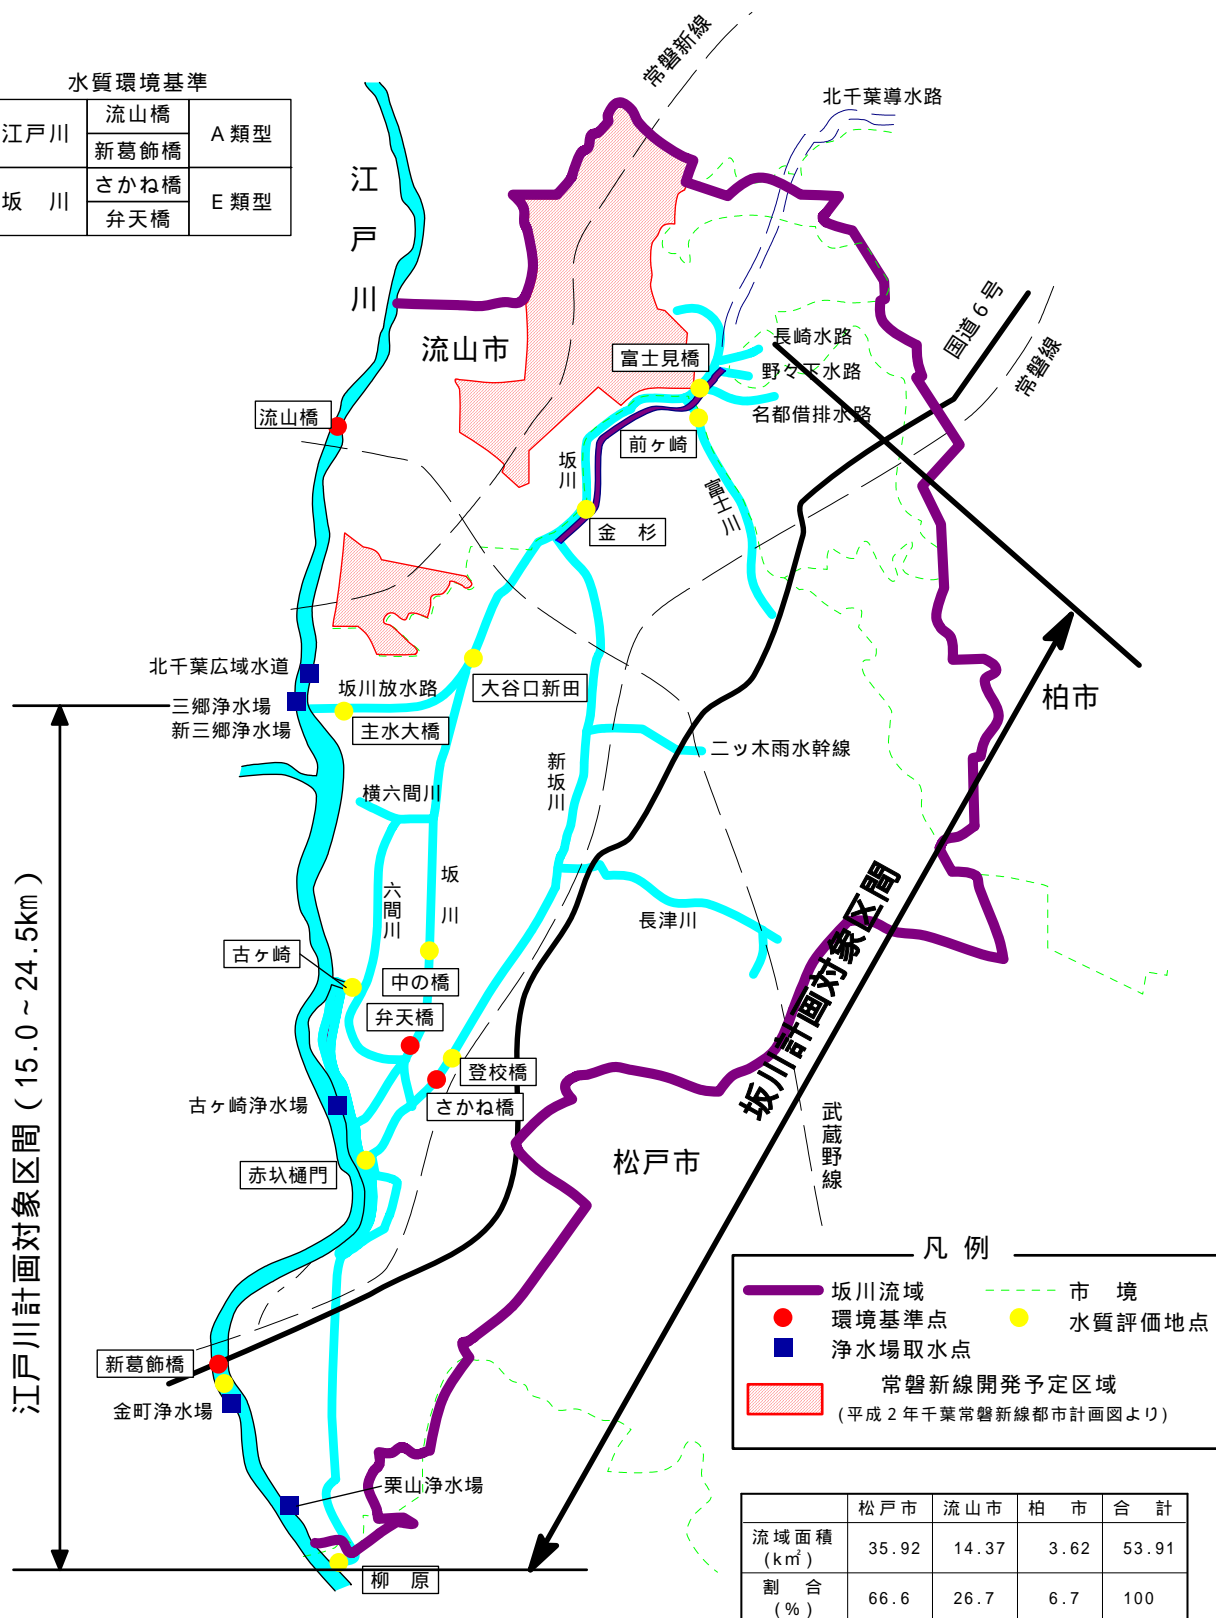 水質環境基準
江戸川 流山橋 A類型
新葛飾橋
坂　川 さかね橋 E類型
弁天橋
常磐新線
北千葉導水路
江戸川
流山市
国道６号
常磐線
長崎水路
富士見橋
野々下水路
名都借排水路
流山橋
前ヶ崎
坂川
富士川
金　杉
北千葉広域水道
坂川放水路
大谷口新田
三郷浄水場
新三郷浄水場
主水大橋
柏市
二ッ木雨水幹線
新坂川
横六間川
六間川
坂川
長津川
古ヶ崎
中の橋
弁天橋
登校橋
さかね橋
古ヶ崎浄水場
赤圦樋門
松戸市
武蔵野線
坂川計画対象区間
江戸川計画対象区間（15.0～24.5km）
新葛飾橋
金町浄水場
栗山浄水場
柳　原
凡例
坂川流域
市　境
環境基準点
水質評価地点
浄水場取水点
常磐新線開発予定区域
(平成２年千葉常磐新線都市計画図より)
松戸市 流山市 柏　市 合　計
流域面積(k㎡) 35.92 14.37 3.62 53.91
割　合(%) 66.6 26.7 6.7 100